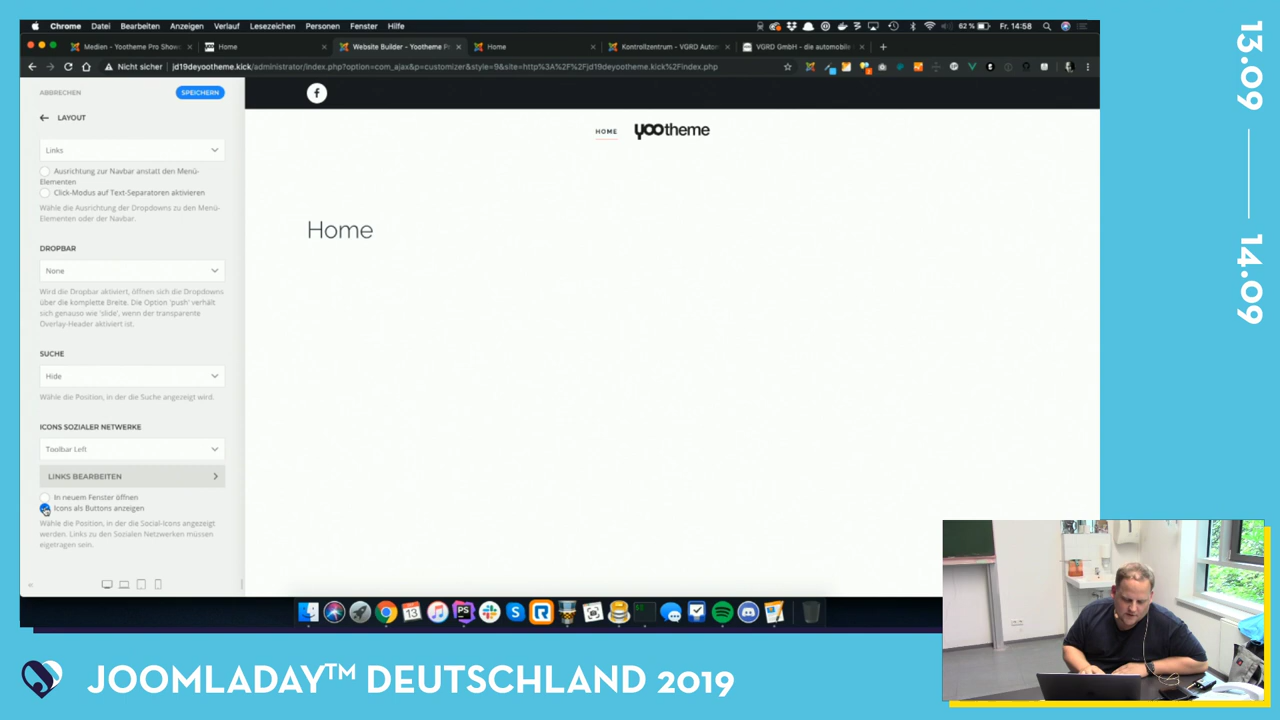 Chrome Datei Bearbeiten Anzeigen Verlauf Lesezeichen Personen Fenster Hilfe
62 % Fr. 14:58
Medien - Yootheme Pro Show
Home
Website Builder - Yootheme P
Home
Kontrollzentrum - VGRD Auto
VGRD GmbH - die automobile
Nicht sicher jd19deyootheme.kick/administrator/index.php?option=com_ajax&p=customizer&style=9&site=http%3A%2F%2Fjd19deyootheme.kick%2Findex.php
ABBRECHEN
SPEICHERN
LAYOUT
Links
Ausrichtung zur Navbar anstatt den Menü-
Elementen
Click-Modus auf Text-Separatoren aktivieren
Wähle die Ausrichtung der Dropdowns zu den Menü-
Elementen oder der Navbar.
DROPBAR
None
Wird die Dropbar aktiviert, öffnen sich die Dropdowns
über die komplette Breite. Die Option 'push' verhält
sich genauso wie 'slide', wenn der transparente
Overlay-Header aktiviert ist.
SUCHE
Hide
Wähle die Position, in der die Suche angezeigt wird.
ICONS SOZIALER NETWERKE
Toolbar Left
LINKS BEARBEITEN
In neuem Fenster öffnen
Icons als Buttons anzeigen
Wähle die Position, in der die Social-Icons angezeigt
werden. Links zu den Sozialen Netzwerken müssen
eigetragen sein.
HOME yootheme
Home
13.09
14.09
JOOMLADAY™ DEUTSCHLAND 2019